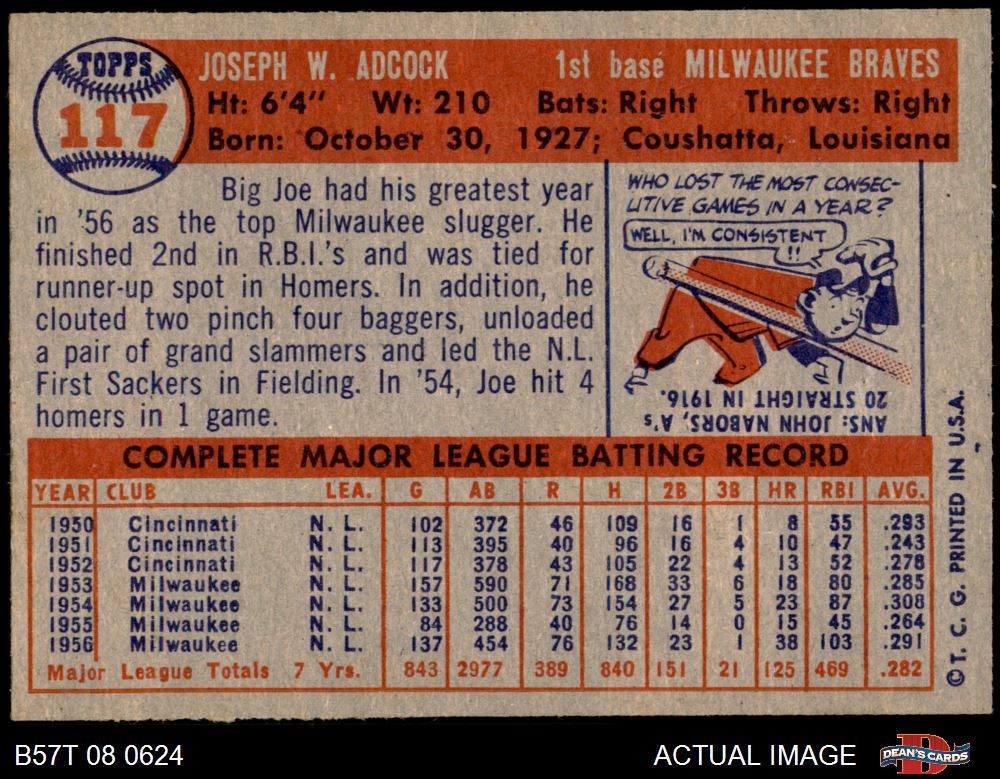 TOPPS
117
JOSEPH W. ADCOCK 1st base MILWAUKEE BRAVES
Ht: 6'4" Wt: 210 Bats: Right Throws: Right
Born: October 30, 1927; Coushatta, Louisiana
Big Joe had his greatest year
in '56 as the top Milwaukee slugger. He
finished 2nd in R.B.I.'s and was tied for
runner-up spot in Homers. In addition, he
clouted two pinch four baggers, unloaded
a pair of grand slammers and led the N.L.
First Sackers in Fielding. In '54, Joe hit 4
homers in 1 game.
WHO LOST THE MOST CONSEC-
UTIVE GAMES IN A YEAR?
WELL, I'M CONSISTENT
!!
ANS: JOHN NABORS, A's
20 STRAIGHT IN 1916.
COMPLETE MAJOR LEAGUE BATTING RECORD
YEAR CLUB LEA. G AB R H 2B 3B HR RBI AVG.
1950 Cincinnati N. L. 102 372 46 109 16 1 8 55 .293
1951 Cincinnati N. L. 113 395 40 96 16 4 10 47 .243
1952 Cincinnati N. L. 117 378 43 105 22 4 13 52 .278
1953 Milwaukee N. L. 157 590 71 168 33 6 18 80 .285
1954 Milwaukee N. L. 133 500 73 154 27 5 23 87 .308
1955 Milwaukee N. L. 84 288 40 76 14 0 15 45 .264
1956 Milwaukee N. L. 137 454 76 132 23 1 38 103 .291
Major League Totals 7 Yrs. 843 2977 389 840 151 21 125 469 .282
© T. C. G. PRINTED IN U.S.A.
B57T 08 0624 ACTUAL IMAGE
D
DEAN'S CARDS